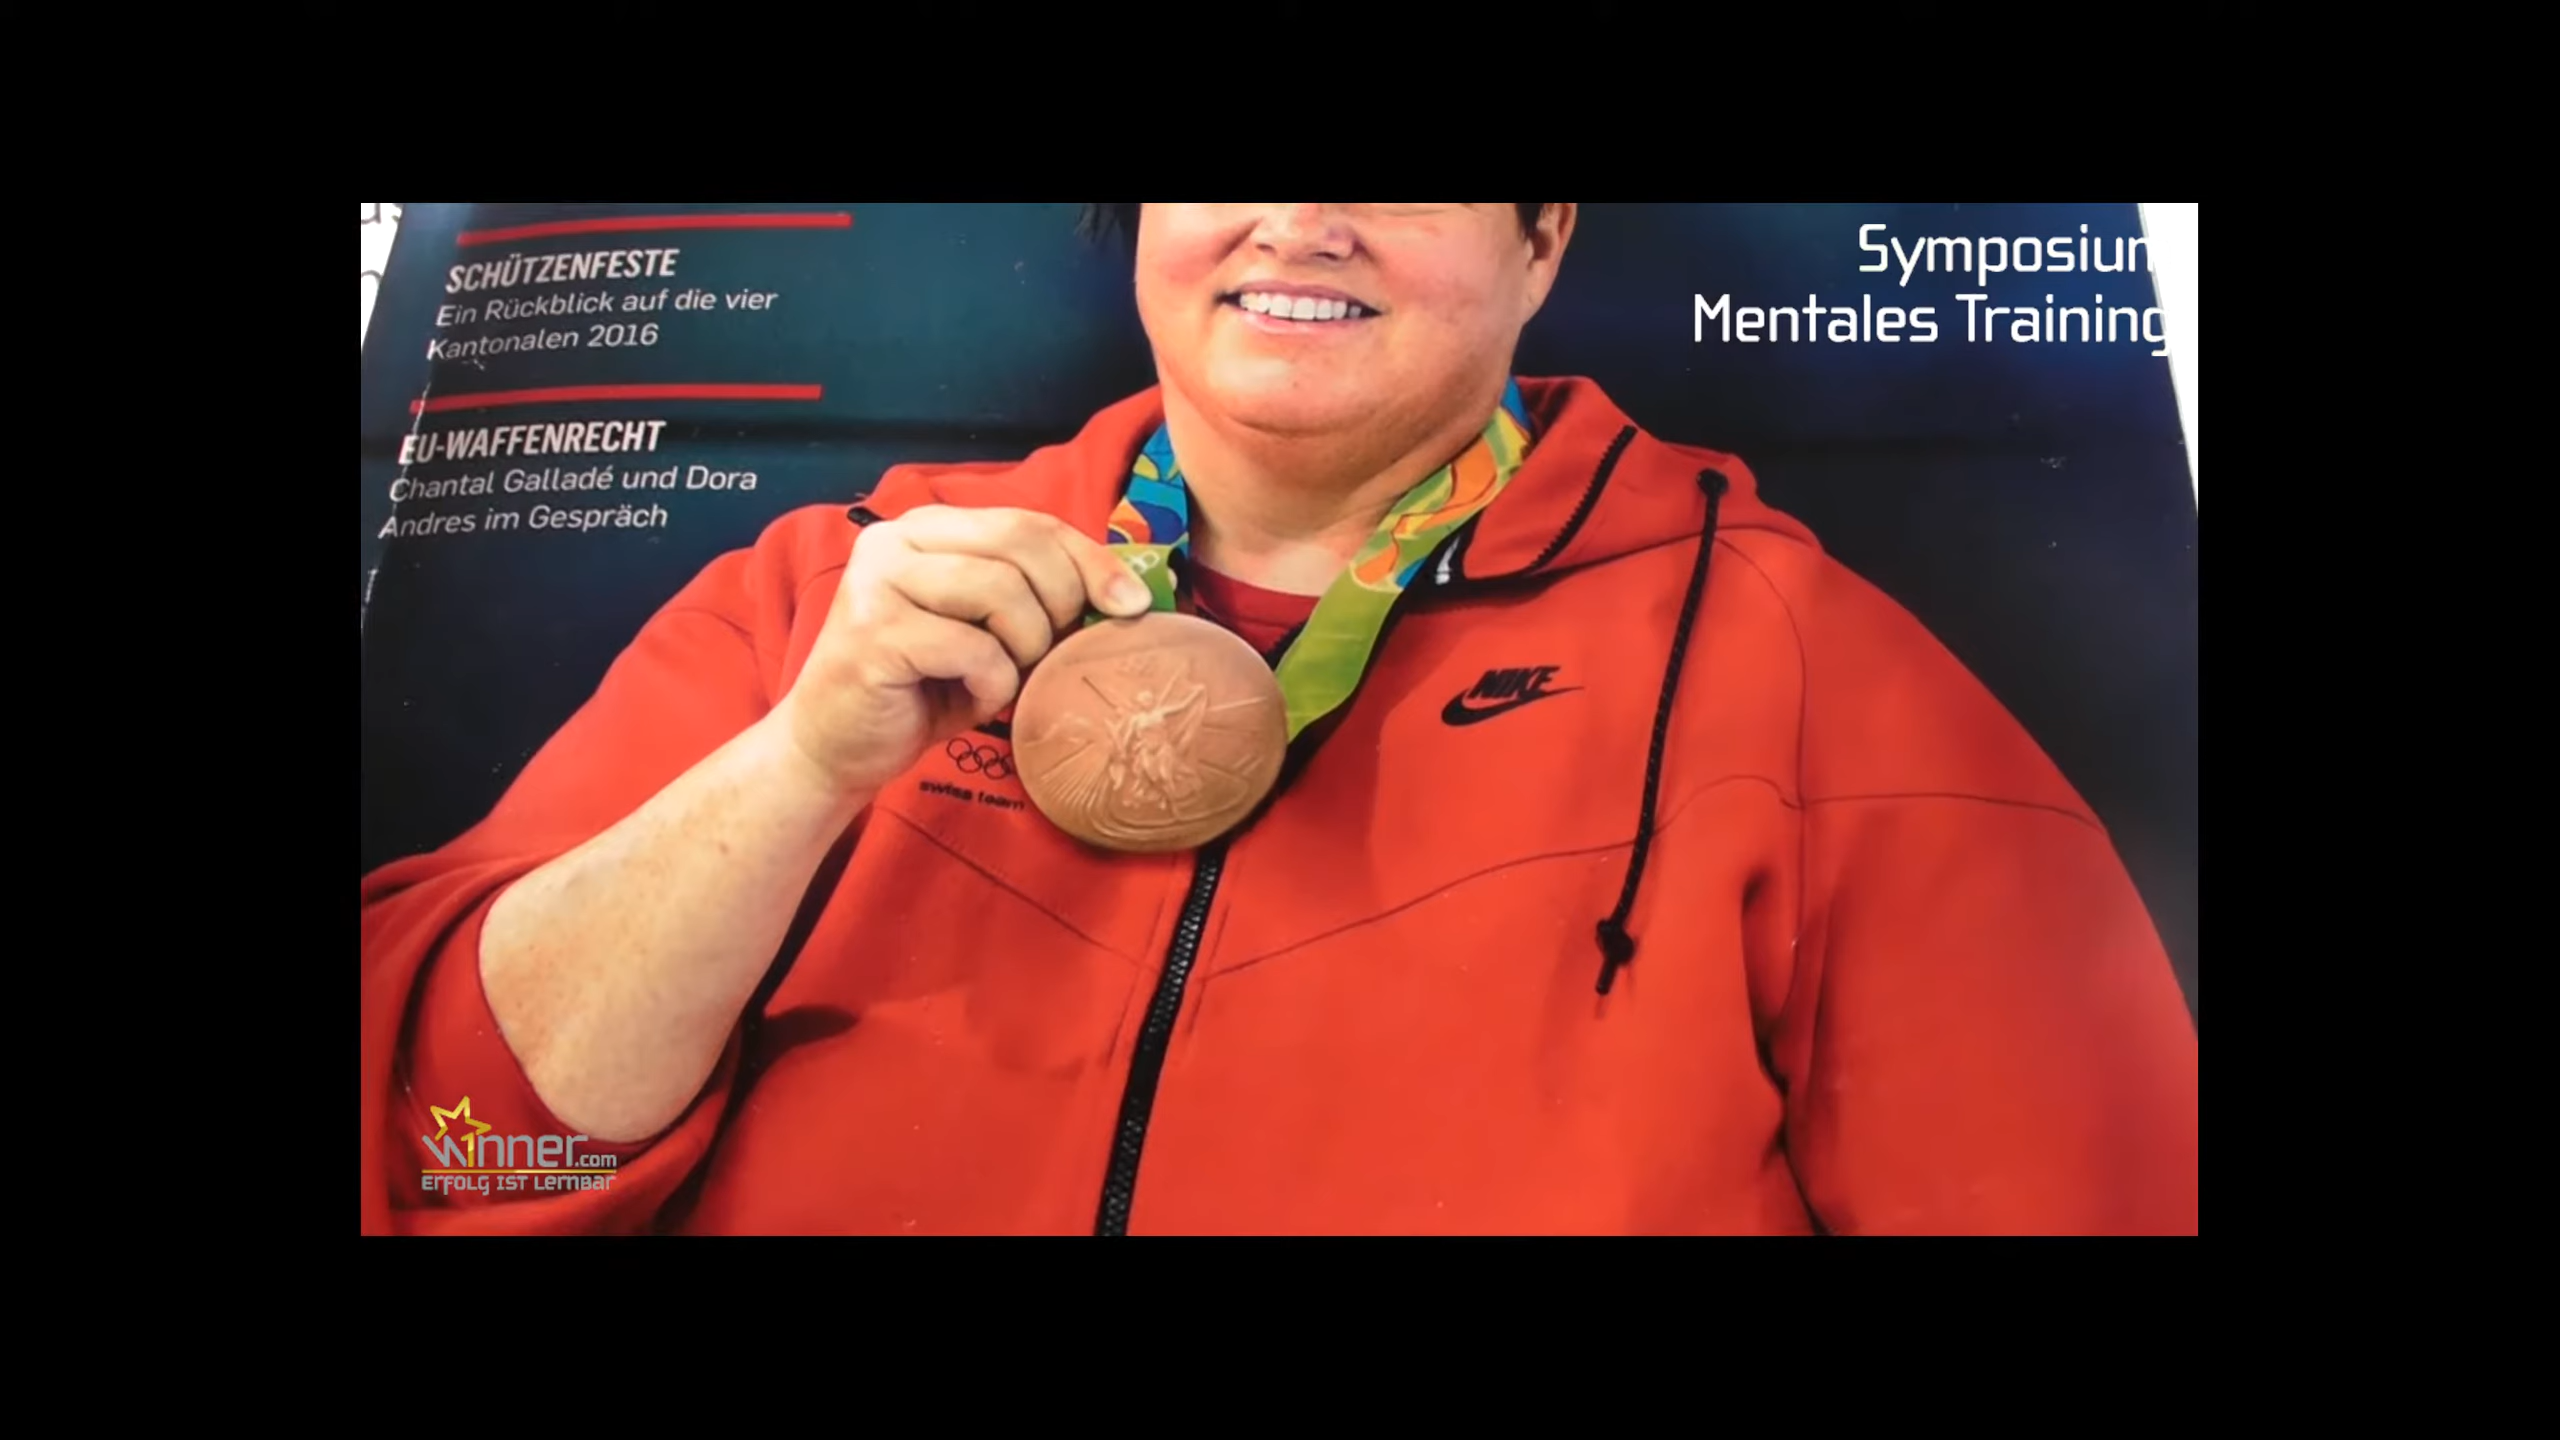 SCHÜTZENFESTE
Ein Rückblick auf die vier
Kantonalen 2016
EU-WAFFENRECHT
Chantal Galladé und Dora
Andres im Gespräch
Symposium
Mentales Training
NIKE
swiss team
Winner.com
Erfolg ist lernbar